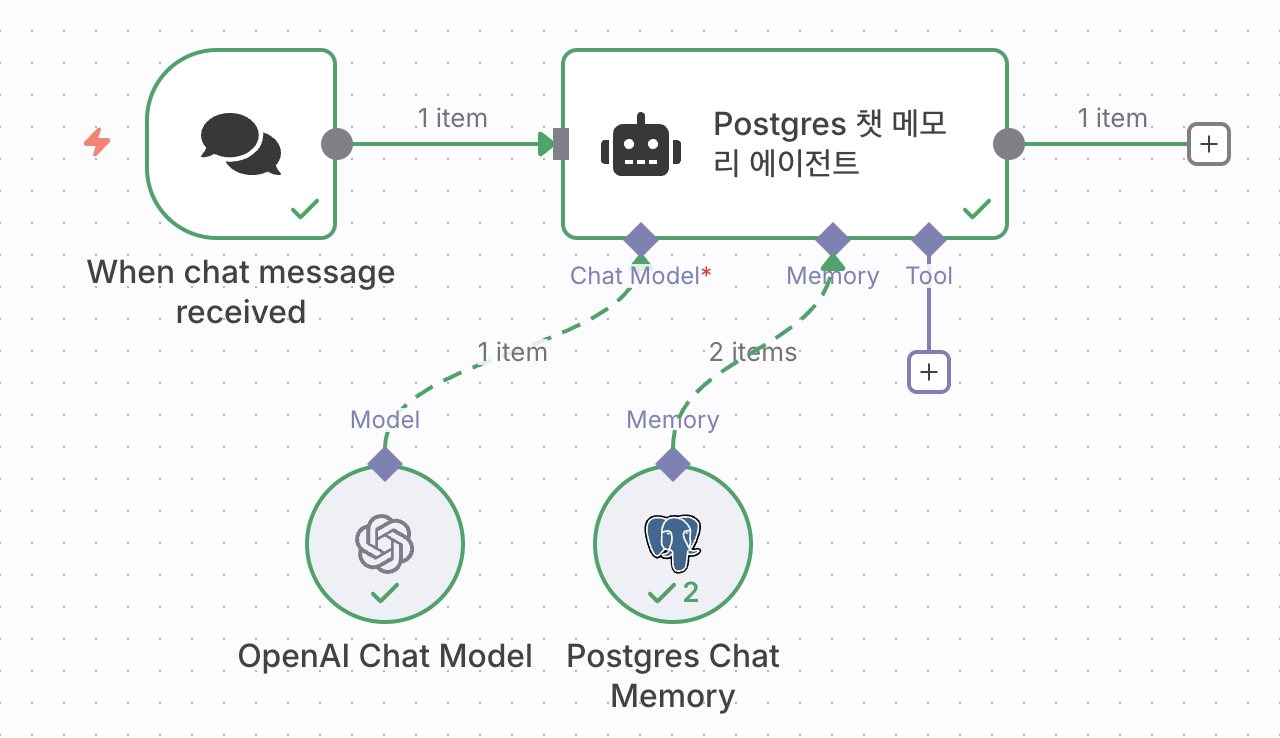 1 item
Postgres 챗 메모
리 에이전트
1 item
When chat message
received
Chat Model*
Memory
Tool
1 item
2 items
Model
Memory
2
OpenAI Chat Model
Postgres Chat
Memory